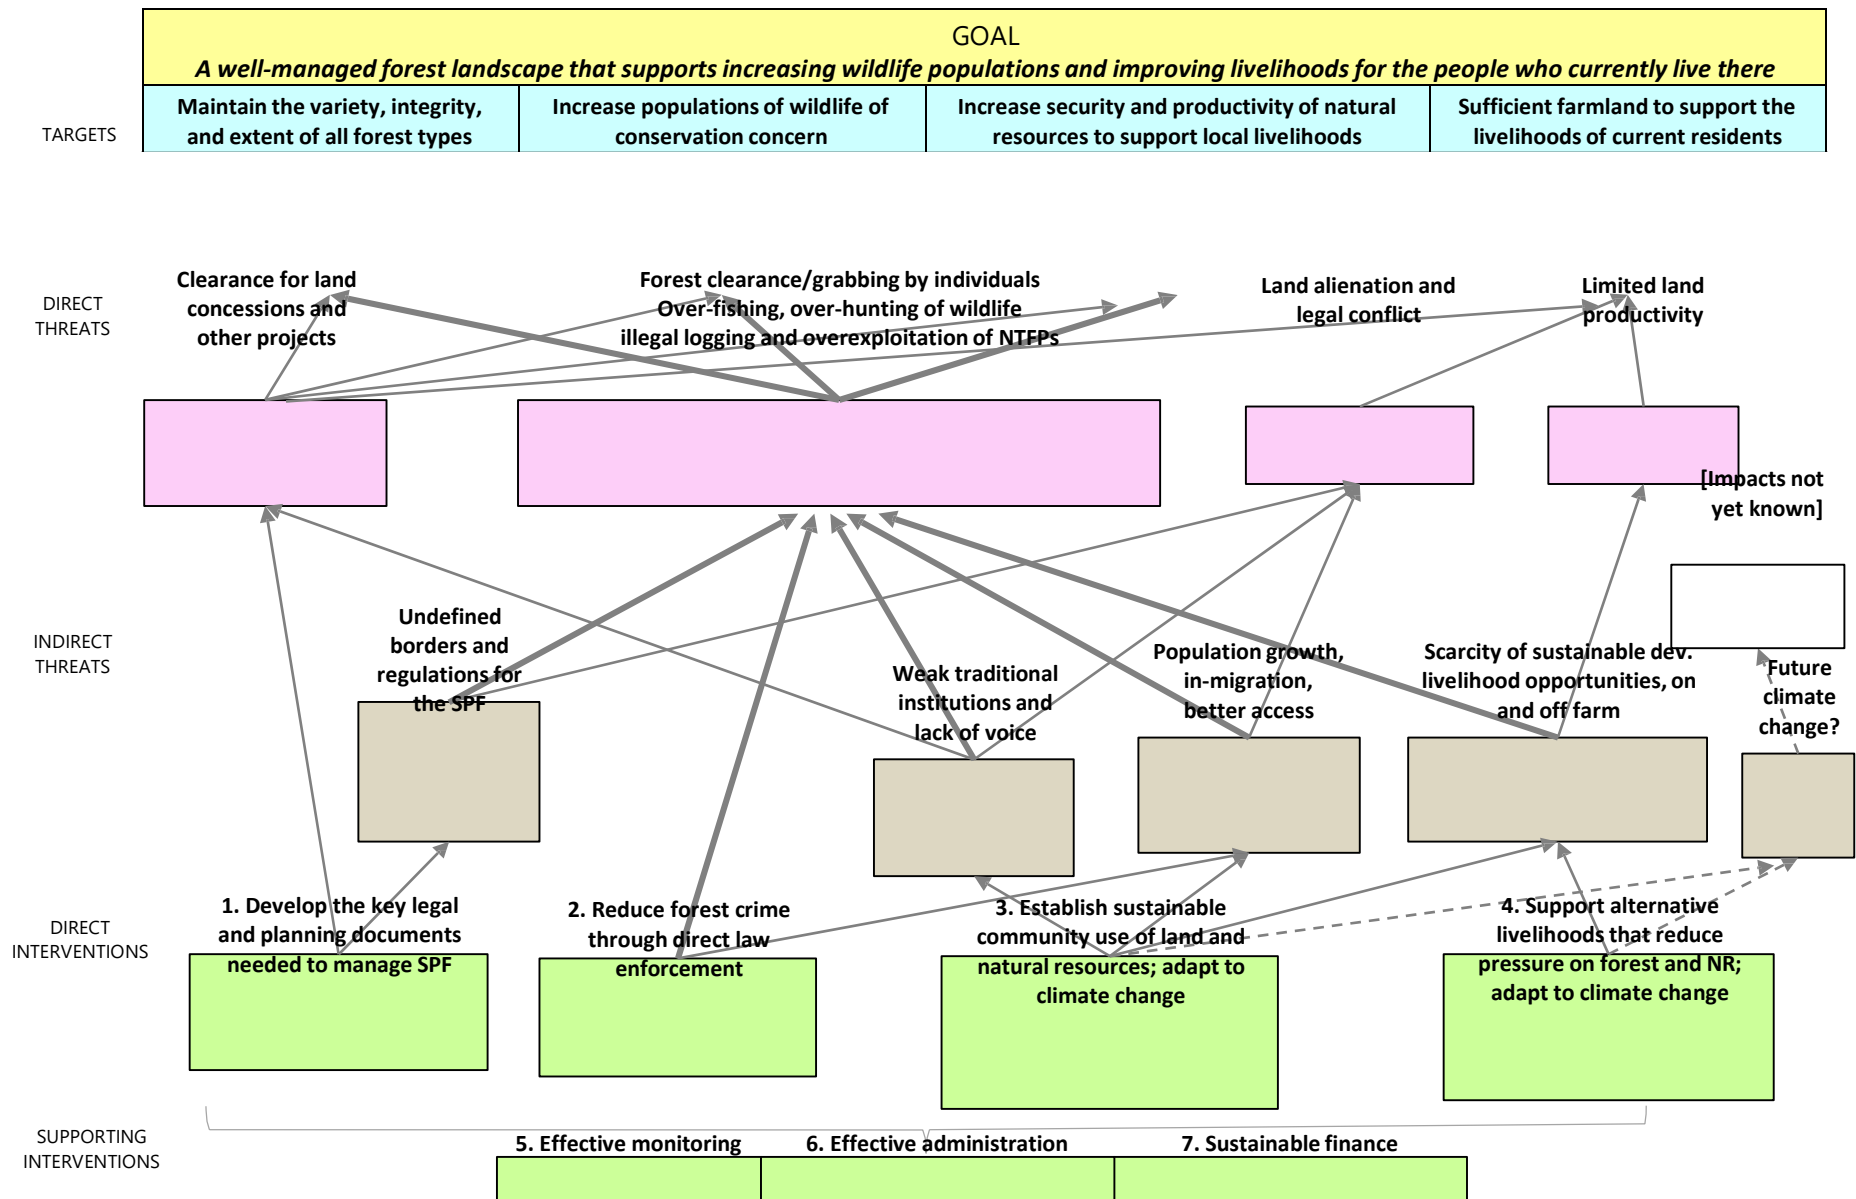 GOAL
A well-managed forest landscape that supports increasing wildlife populations and improving livelihoods for the people who currently live there
TARGETS
Maintain the variety, integrity,
and extent of all forest types
Increase populations of wildlife of
conservation concern
Increase security and productivity of natural
resources to support local livelihoods
Sufficient farmland to support the
livelihoods of current residents
DIRECT
THREATS
Clearance for land
concessions and
other projects
Forest clearance/grabbing by individuals
Over-fishing, over-hunting of wildlife
illegal logging and overexploitation of NTFPs
Land alienation and
legal conflict
Limited land
productivity
[Impacts not
yet known]
INDIRECT
THREATS
Undefined
borders and
regulations for
the SPF
Weak traditional
institutions and
lack of voice
Population growth,
in-migration,
better access
Scarcity of sustainable dev.
livelihood opportunities, on
and off farm
Future
climate
change?
DIRECT
INTERVENTIONS
1. Develop the key legal
and planning documents
needed to manage SPF
2. Reduce forest crime
through direct law
enforcement
3. Establish sustainable
community use of land and
natural resources; adapt to
climate change
4. Support alternative
livelihoods that reduce
pressure on forest and NR;
adapt to climate change
SUPPORTING
INTERVENTIONS
5. Effective monitoring
6. Effective administration
7. Sustainable finance